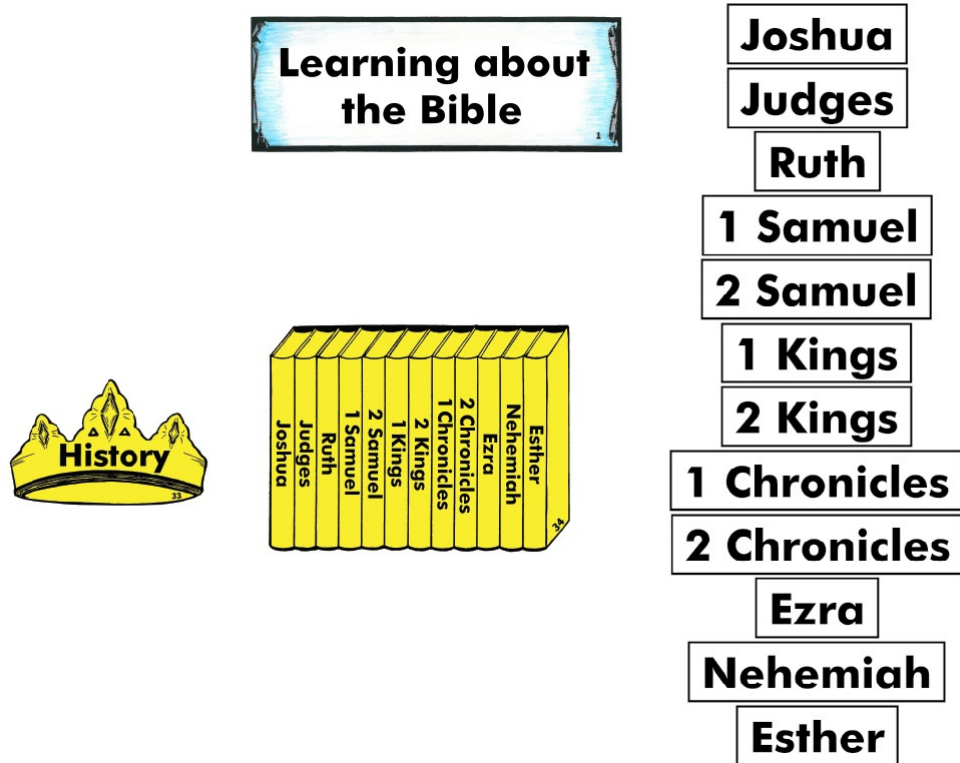 Learning about
the Bible
1
History
33
Joshua
Judges
Ruth
1 Samuel
2 Samuel
1 Kings
2 Kings
1 Chronicles
2 Chronicles
Ezra
Nehemiah
Esther
34
Joshua
Judges
Ruth
1 Samuel
2 Samuel
1 Kings
2 Kings
1 Chronicles
2 Chronicles
Ezra
Nehemiah
Esther